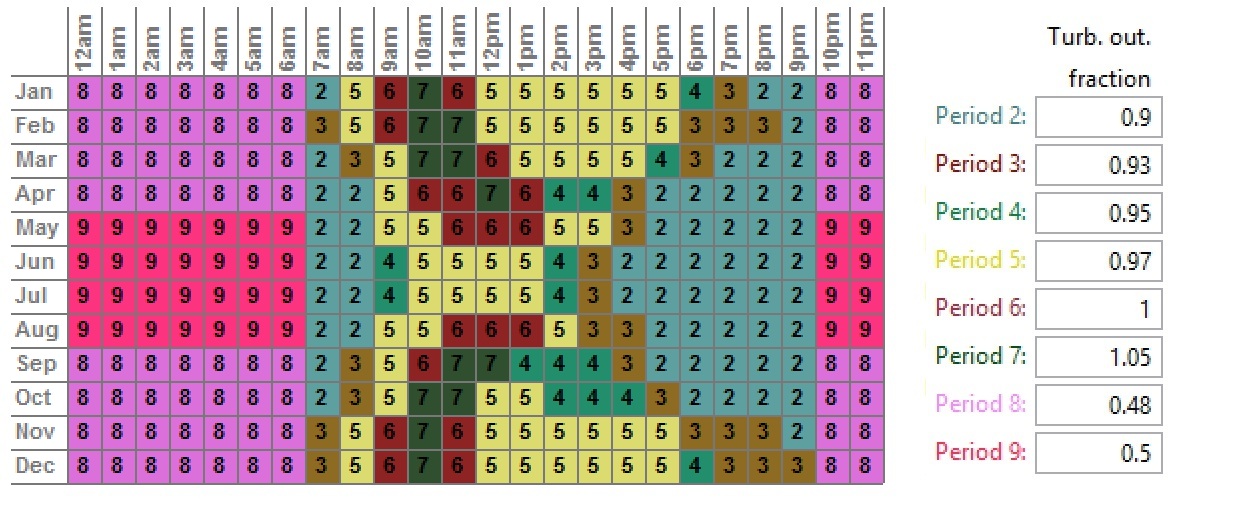 12am 1am 2am 3am 4am 5am 6am 7am 8am 9am 10am 11am 12pm 1pm 2pm 3pm 4pm 5pm 6pm 7pm 8pm 9pm 10pm 11pm
Jan 8 8 8 8 8 8 8 2 5 6 7 6 5 5 5 5 5 5 4 3 2 2 8 8
Feb 8 8 8 8 8 8 8 3 5 6 7 7 5 5 5 5 5 5 3 3 3 2 8 8
Mar 8 8 8 8 8 8 8 2 3 5 7 7 6 5 5 5 5 4 3 2 2 2 8 8
Apr 8 8 8 8 8 8 8 2 2 5 6 6 7 6 4 4 3 2 2 2 2 2 8 8
May 9 9 9 9 9 9 9 2 2 5 5 6 6 6 5 5 3 2 2 2 2 2 9 9
Jun 9 9 9 9 9 9 9 2 2 4 5 5 5 5 4 3 2 2 2 2 2 2 9 9
Jul 9 9 9 9 9 9 9 2 2 4 5 5 5 5 4 3 2 2 2 2 2 2 9 9
Aug 9 9 9 9 9 9 9 2 2 5 5 6 6 6 5 3 3 2 2 2 2 2 9 9
Sep 8 8 8 8 8 8 8 2 3 5 6 7 7 4 4 4 3 2 2 2 2 2 8 8
Oct 8 8 8 8 8 8 8 2 3 5 7 7 5 5 4 4 4 3 2 2 2 2 8 8
Nov 8 8 8 8 8 8 8 3 5 6 7 6 5 5 5 5 5 5 3 3 3 2 8 8
Dec 8 8 8 8 8 8 8 3 5 6 7 6 5 5 5 5 5 5 4 3 3 3 8 8
Turb. out.
fraction
Period 2: 0.9
Period 3: 0.93
Period 4: 0.95
Period 5: 0.97
Period 6: 1
Period 7: 1.05
Period 8: 0.48
Period 9: 0.5